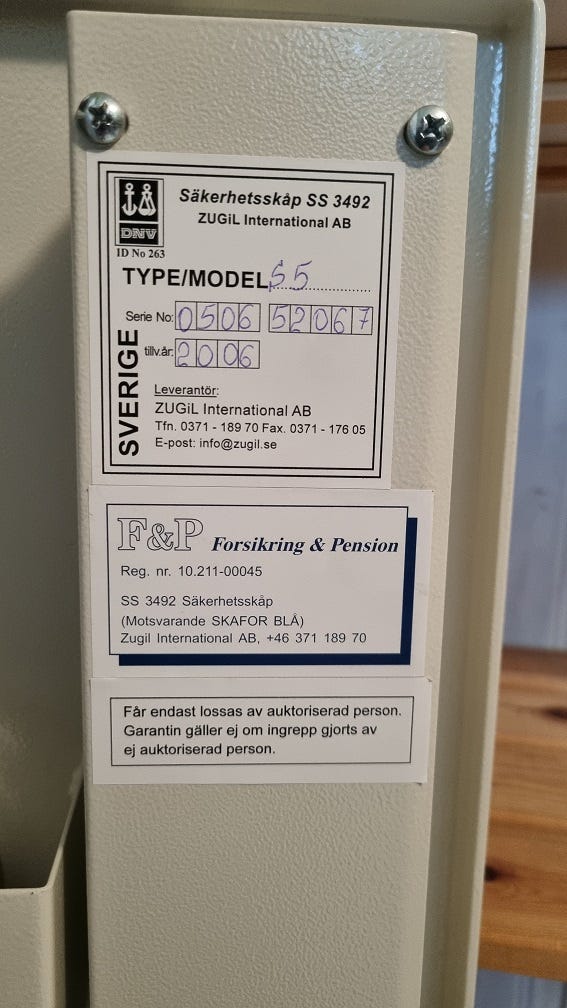 Säkerhetsskåp SS 3492
ZUGiL International AB
DNV
ID No 263
TYPE/MODEL S5
Serie No: 0506 52067
tillv.år: 2006
SVERIGE
Leverantör:
ZUGiL International AB
Tfn. 0371 - 189 70 Fax. 0371 - 176 05
E-post: info@zugil.se
F&P Forsikring & Pension
Reg. nr. 10.211-00045
SS 3492 Säkerhetsskåp
(Motsvarande SKAFOR BLÅ)
Zugil International AB, +46 371 189 70
Får endast lossas av auktoriserad person.
Garantin gäller ej om ingrepp gjorts av
ej auktoriserad person.